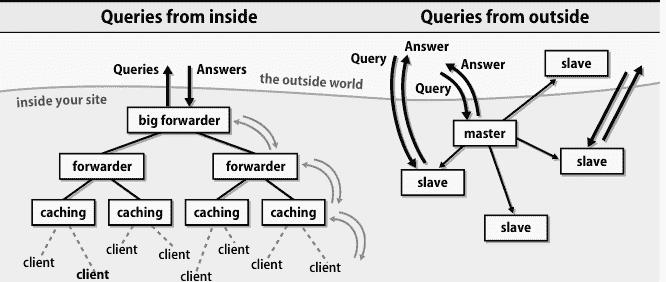 Queries from inside
Queries from outside
Queries
Answers
the outside world
inside your site
big forwarder
forwarder
forwarder
caching
caching
caching
caching
client
client
client
client
client
client
client
client
Query
Answer
Answer
Query
slave
master
slave
slave
slave